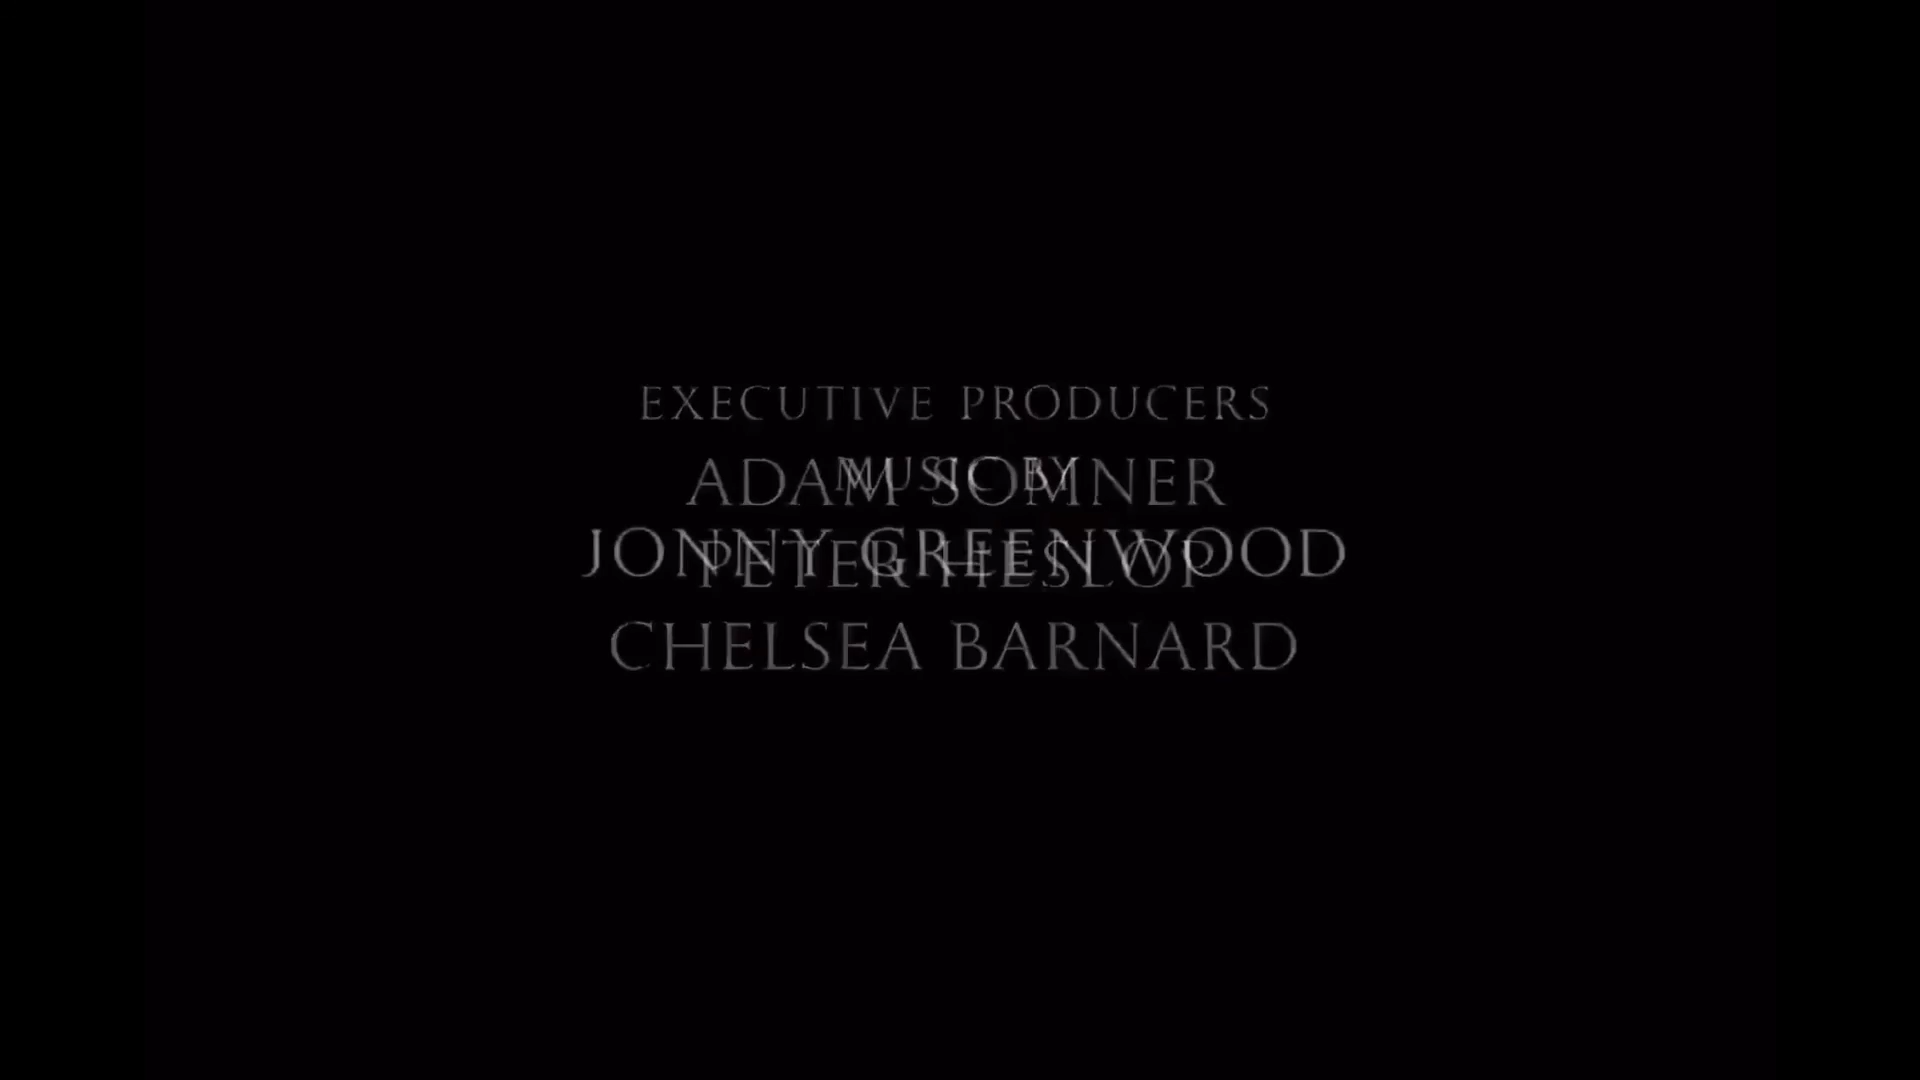 EXECUTIVE PRODUCERS
ADAM SOMNER
MUSIC BY
JONNY GREENWOOD
PETER HESLOP
CHELSEA BARNARD